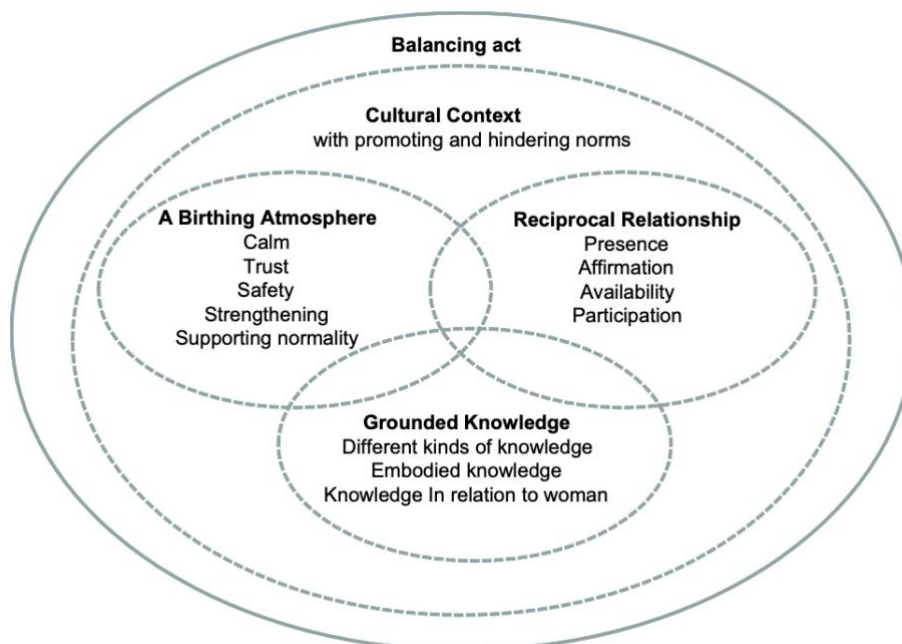 Balancing act
Cultural Context
with promoting and hindering norms
A Birthing Atmosphere
Calm
Trust
Safety
Strengthening
Supporting normality
Reciprocal Relationship
Presence
Affirmation
Availability
Participation
Grounded Knowledge
Different kinds of knowledge
Embodied knowledge
Knowledge In relation to woman